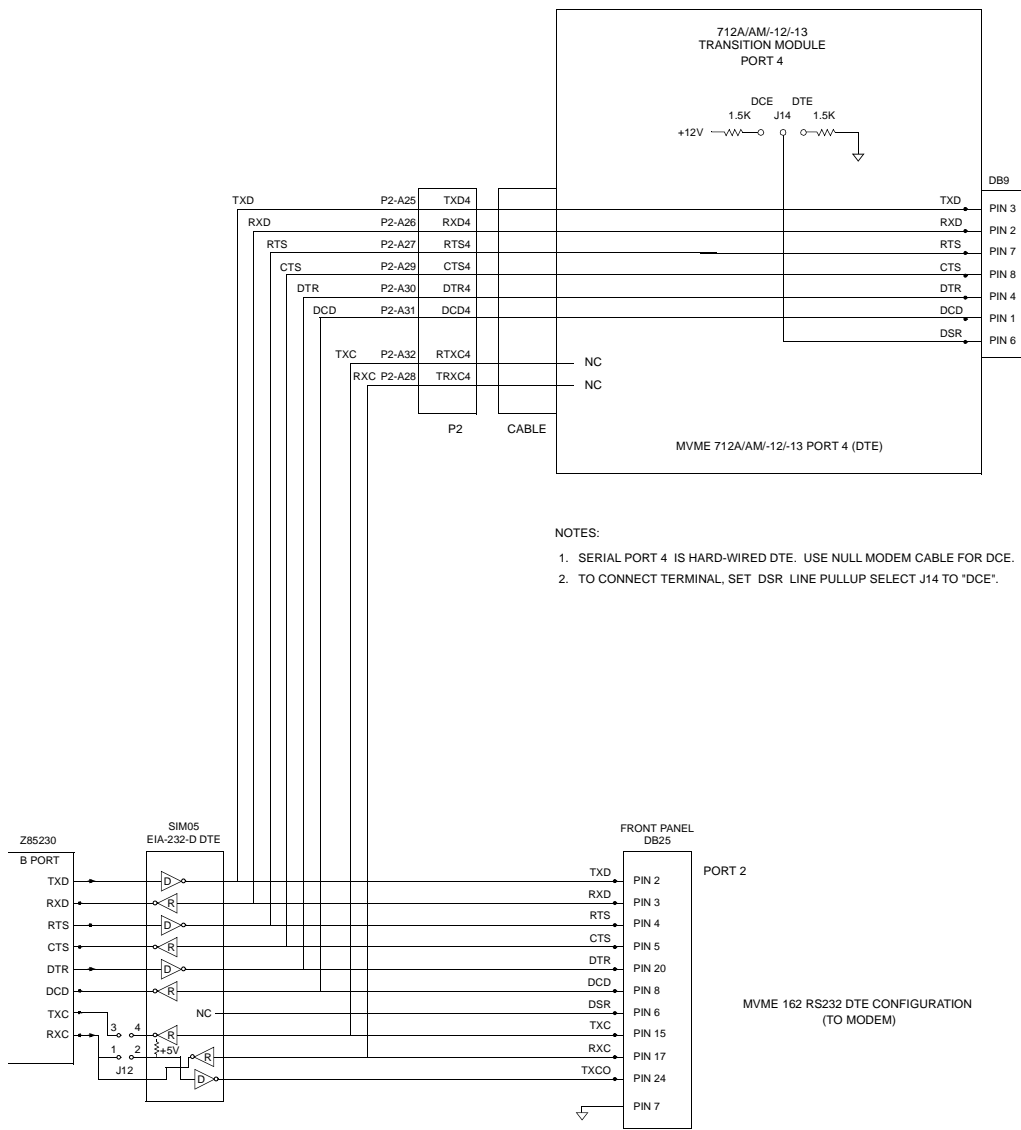 712A/AM/-12/-13
TRANSITION MODULE
PORT 4
DCE DTE
1.5K J14 1.5K
+12V
DB9
TXD P2-A25 TXD4 TXD PIN 3
RXD P2-A26 RXD4 RXD PIN 2
RTS P2-A27 RTS4 RTS PIN 7
CTS P2-A29 CTS4 CTS PIN 8
DTR P2-A30 DTR4 DTR PIN 4
DCD P2-A31 DCD4 DCD PIN 1
DSR PIN 6
TXC P2-A32 RTXC4 NC
RXC P2-A28 TRXC4 NC
P2 CABLE
MVME 712A/AM/-12/-13 PORT 4 (DTE)
NOTES:
1. SERIAL PORT 4 IS HARD-WIRED DTE. USE NULL MODEM CABLE FOR DCE.
2. TO CONNECT TERMINAL, SET DSR LINE PULLUP SELECT J14 TO "DCE".
SIM05
EIA-232-D DTE
Z85230
B PORT
FRONT PANEL
DB25
PORT 2
TXD D TXD PIN 2
RXD R RXD PIN 3
RTS D RTS PIN 4
CTS R CTS PIN 5
DTR D DTR PIN 20
DCD R DCD PIN 8
NC DSR PIN 6
TXC 3 4 R TXC PIN 15
RXC 1 2 +5V R RXC PIN 17
J12 D TXCO PIN 24
PIN 7
MVME 162 RS232 DTE CONFIGURATION
(TO MODEM)